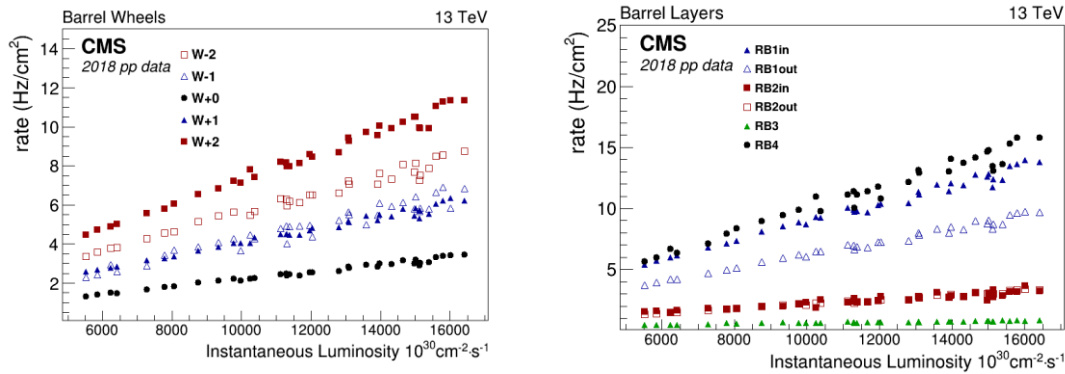 Barrel Wheels 13 TeV
CMS
2018 pp data
W-2
W-1
W+0
W+1
W+2
rate (Hz/cm²)
14
12
10
8
6
4
2
6000 8000 10000 12000 14000 16000
Instantaneous Luminosity 10³⁰cm⁻²·s⁻¹
Barrel Layers 13 TeV
CMS
2018 pp data
RB1in
RB1out
RB2in
RB2out
RB3
RB4
rate (Hz/cm²)
25
20
15
10
5
6000 8000 10000 12000 14000 16000
Instantaneous Luminosity 10³⁰cm⁻²·s⁻¹